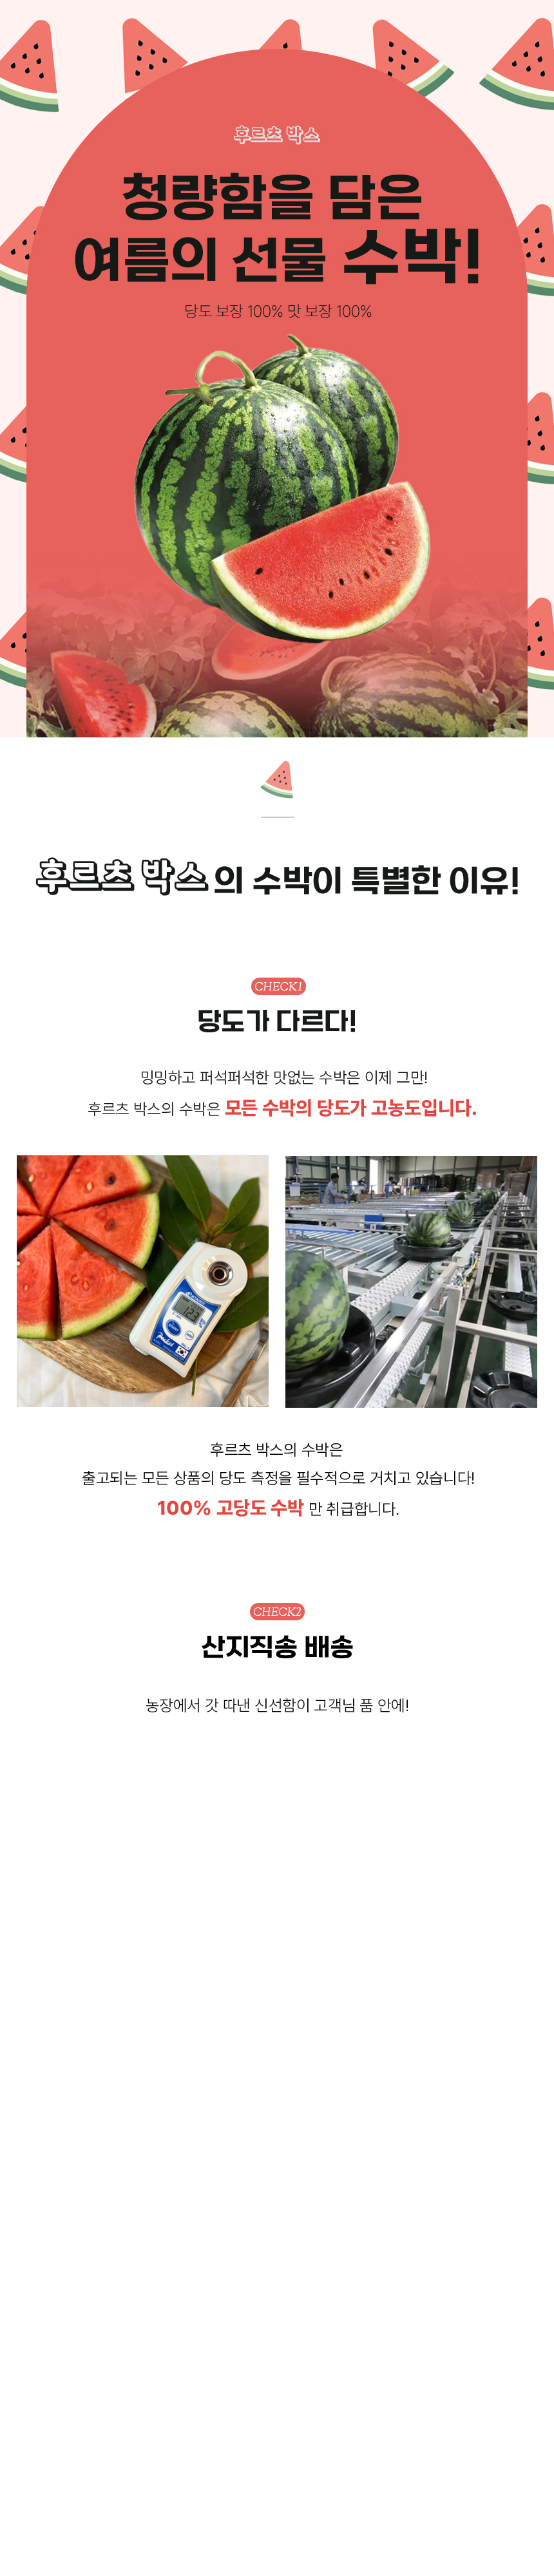 후르츠 박스
청량함을 담은
여름의 선물 수박!
당도 보장 100% 맛 보장 100%
후르츠 박스의 수박이 특별한 이유!
CHECK1
당도가 다르다!
밍밍하고 퍼석퍼석한 맛없는 수박은 이제 그만!
후르츠 박스의 수박은 모든 수박의 당도가 고농도입니다.
후르츠 박스의 수박은
출고되는 모든 상품의 당도 측정을 필수적으로 거치고 있습니다!
100% 고당도 수박 만 취급합니다.
CHECK2
산지직송 배송
농장에서 갓 따낸 신선함이 고객님 품 안에!